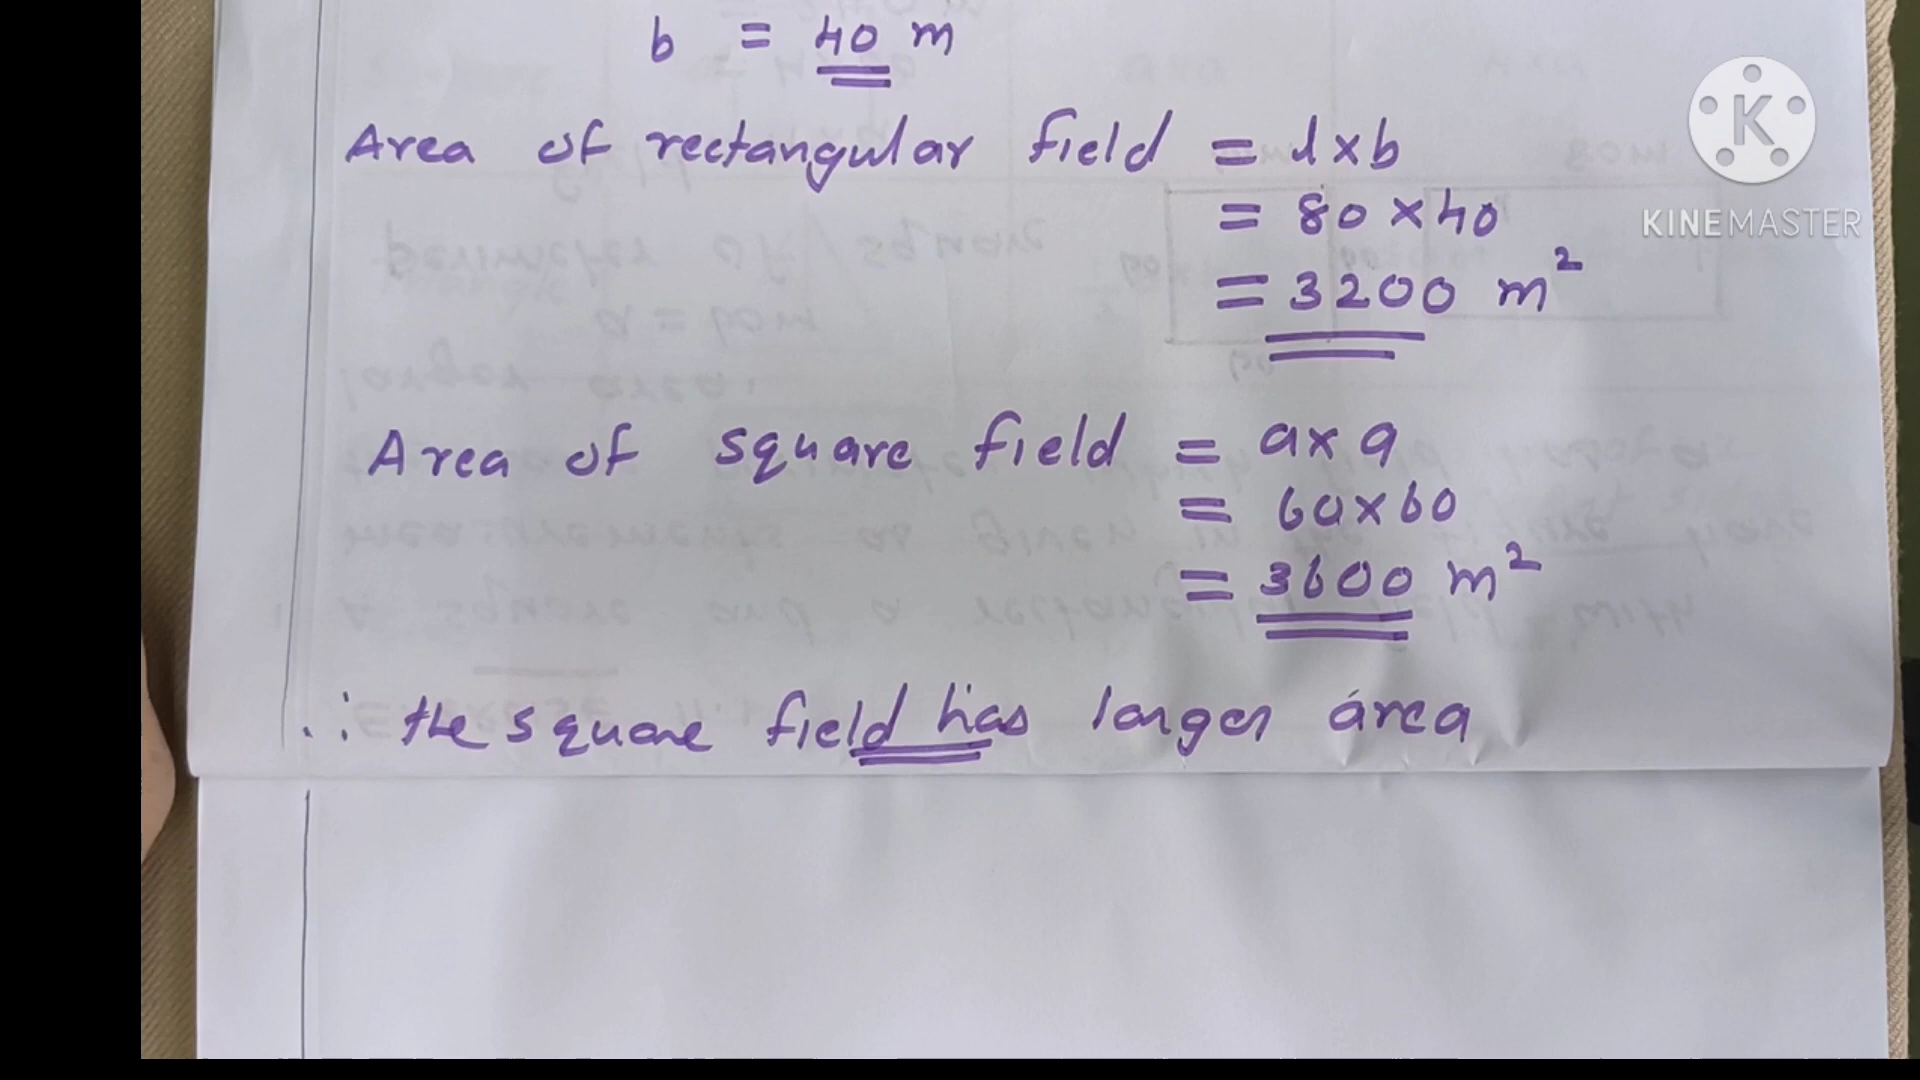 b = 40 m
Area of rectangular field = l x b
= 80 x 40
= 3200 m²
Area of square field = a x a
= 60 x 60
= 3600 m²
∴ the square field has larger area
K
KINEMASTER